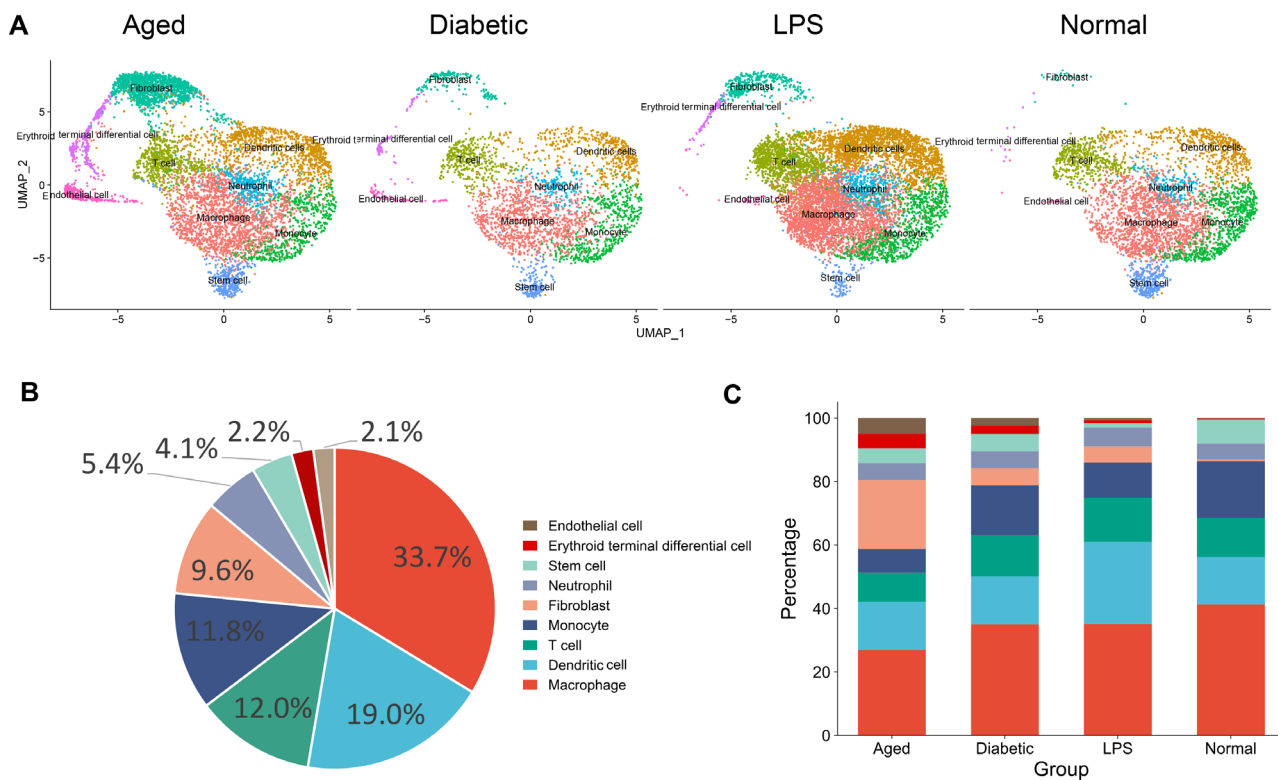 A
Aged
Diabetic
LPS
Normal
UMAP_2
5
0
−5
Fibroblast
Erythroid terminal differential cell
T cell
Dendritic cells
Endothelial cell
Neutrophil
Macrophage
Monocyte
Stem cell
−5 0 5
Fibroblast
Erythroid terminal differential cell
T cell
Dendritic cells
Endothelial cell
Neutrophil
Macrophage
Monocyte
Stem cell
−5 0 5
Fibroblast
Erythroid terminal differential cell
T cell
Dendritic cells
Endothelial cell
Neutrophil
Macrophage
Monocyte
Stem cell
−5 0 5
Fibroblast
Erythroid terminal differential cell
T cell
Dendritic cells
Endothelial cell
Neutrophil
Macrophage
Monocyte
Stem cell
−5 0 5
UMAP_1
B
33.7%
19.0%
12.0%
11.8%
9.6%
5.4%
4.1%
2.2%
2.1%
Endothelial cell
Erythroid terminal differential cell
Stem cell
Neutrophil
Fibroblast
Monocyte
T cell
Dendritic cell
Macrophage
C
Percentage
100
80
60
40
20
0
Aged
Diabetic
LPS
Normal
Group